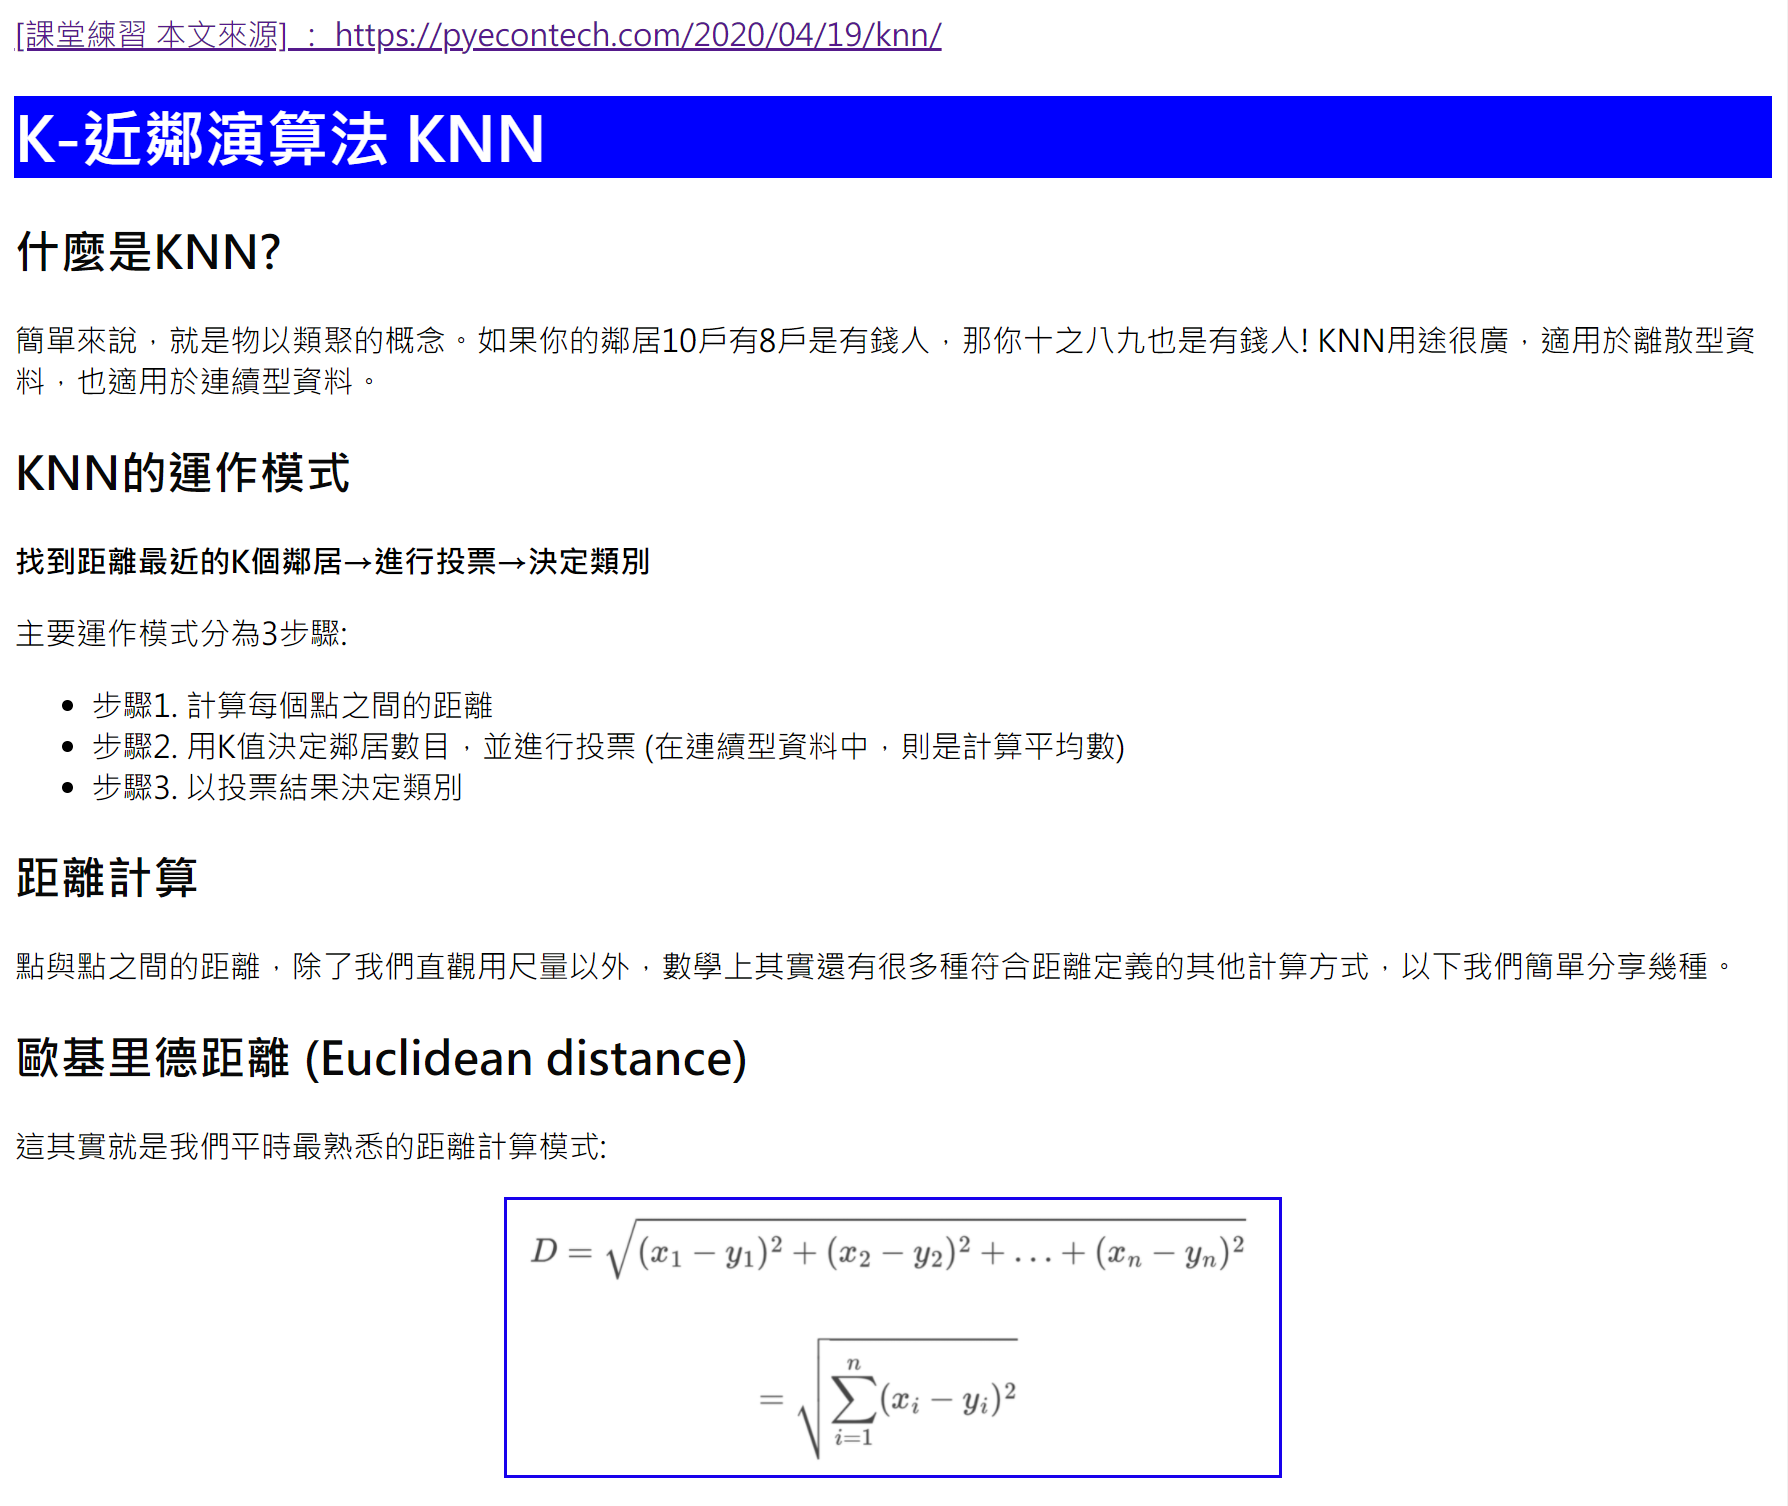 [課堂練習 本文來源] ： https://pyecontech.com/2020/04/19/knn/
K-近鄰演算法 KNN
什麼是KNN?
簡單來說，就是物以類聚的概念。如果你的鄰居10戶有8戶是有錢人，那你十之八九也是有錢人! KNN用途很廣，適用於離散型資
料，也適用於連續型資料。
KNN的運作模式
找到距離最近的K個鄰居→進行投票→決定類別
主要運作模式分為3步驟:
• 步驟1. 計算每個點之間的距離
• 步驟2. 用K值決定鄰居數目，並進行投票 (在連續型資料中，則是計算平均數)
• 步驟3. 以投票結果決定類別
距離計算
點與點之間的距離，除了我們直觀用尺量以外，數學上其實還有很多種符合距離定義的其他計算方式，以下我們簡單分享幾種。
歐基里德距離 (Euclidean distance)
這其實就是我們平時最熟悉的距離計算模式:
D = √((x₁ − y₁)² + (x₂ − y₂)² + … + (xₙ − yₙ)²)
= √(∑ᵢ₌₁ⁿ (xᵢ − yᵢ)²)